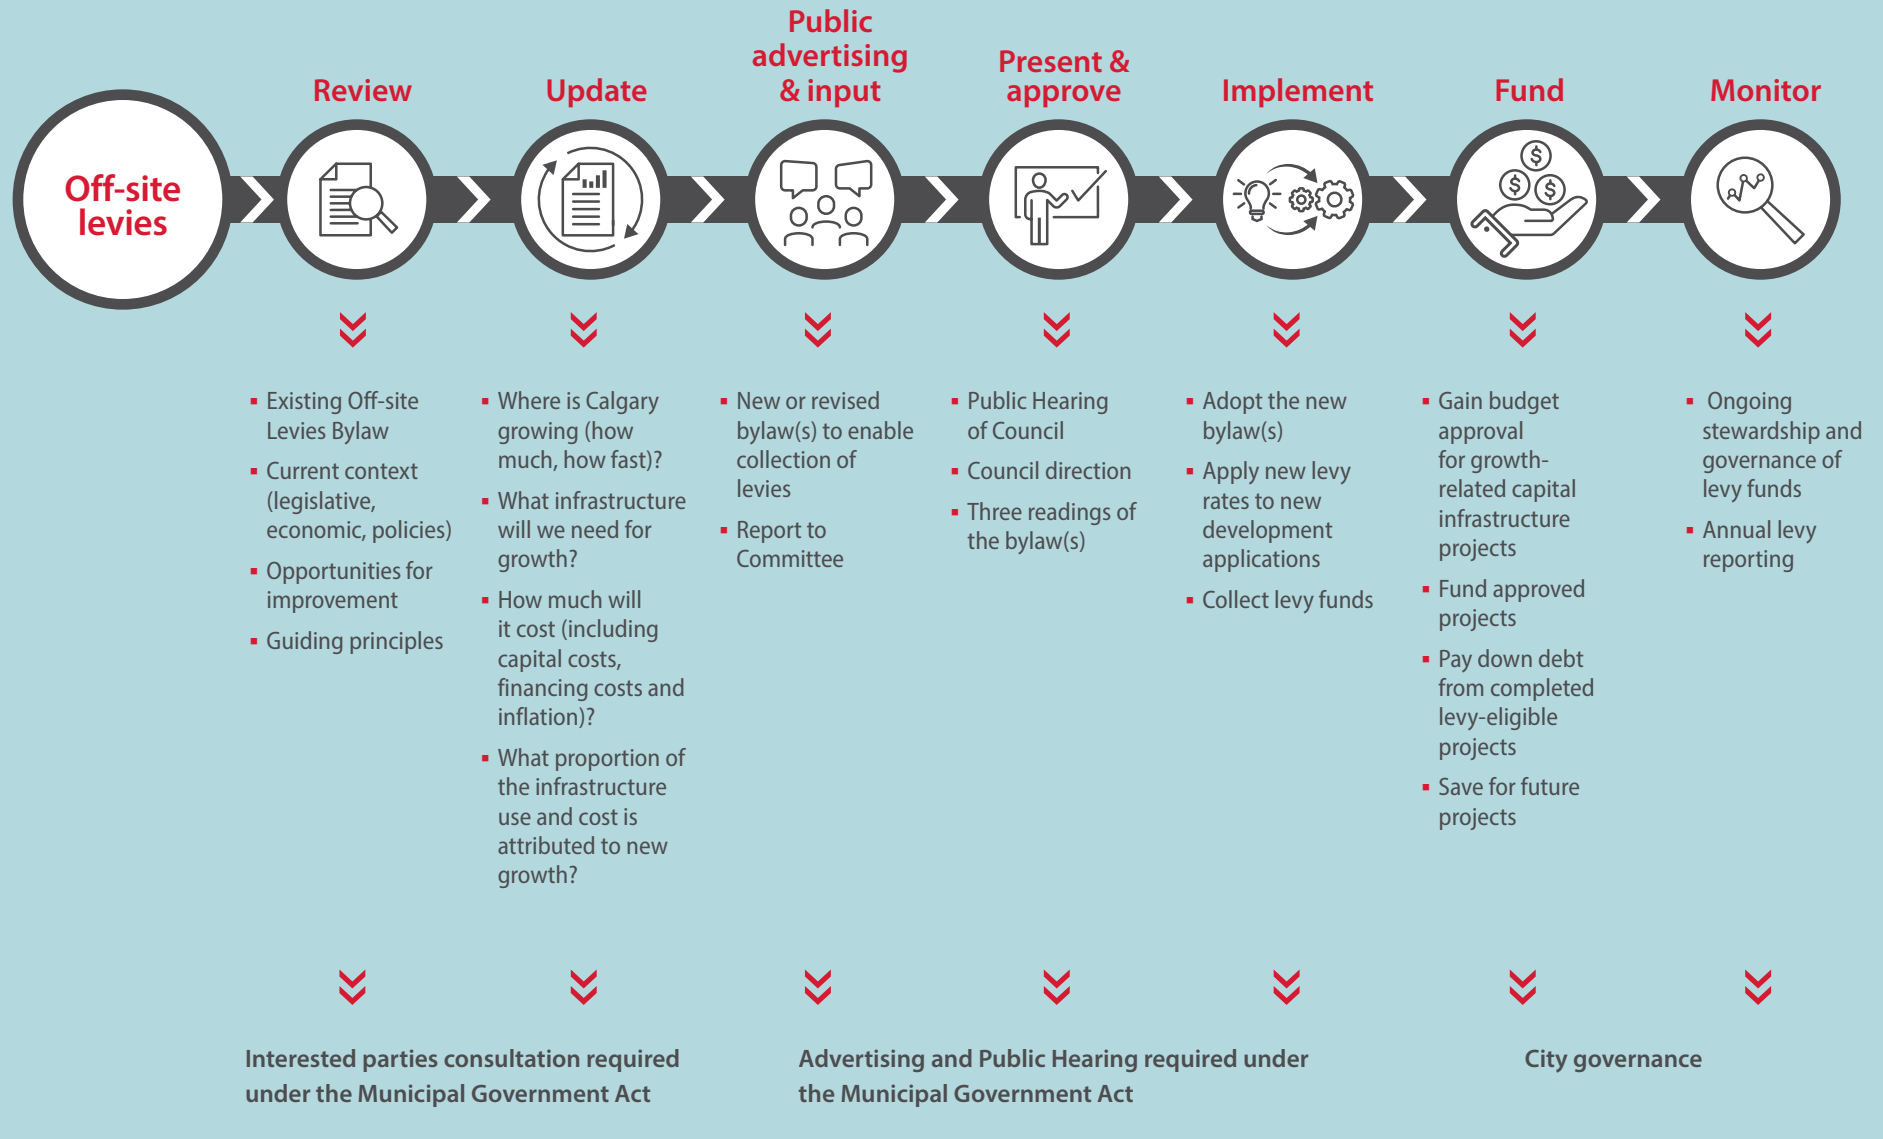 Off-site
levies
Review
Update
Public
advertising
& input
Present &
approve
Implement
Fund
Monitor
$
$
$
▪ Existing Off-site
Levies Bylaw
▪ Current context
(legislative,
economic, policies)
▪ Opportunities for
improvement
▪ Guiding principles
▪ Where is Calgary
growing (how
much, how fast)?
▪ What infrastructure
will we need for
growth?
▪ How much will
it cost (including
capital costs,
financing costs and
inflation)?
▪ What proportion of
the infrastructure
use and cost is
attributed to new
growth?
▪ New or revised
bylaw(s) to enable
collection of
levies
▪ Report to
Committee
▪ Public Hearing
of Council
▪ Council direction
▪ Three readings of
the bylaw(s)
▪ Adopt the new
bylaw(s)
▪ Apply new levy
rates to new
development
applications
▪ Collect levy funds
▪ Gain budget
approval
for growth-
related capital
infrastructure
projects
▪ Fund approved
projects
▪ Pay down debt
from completed
levy-eligible
projects
▪ Save for future
projects
▪ Ongoing
stewardship and
governance of
levy funds
▪ Annual levy
reporting
Interested parties consultation required
under the Municipal Government Act
Advertising and Public Hearing required under
the Municipal Government Act
City governance